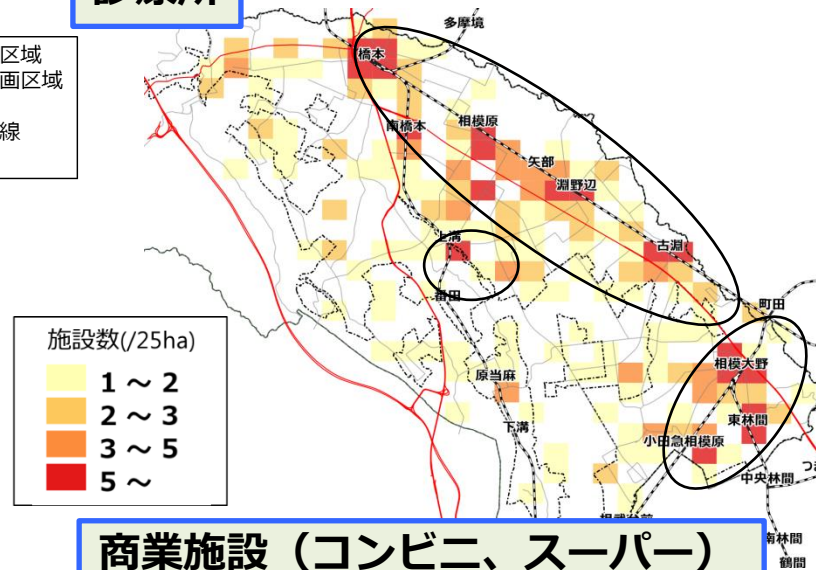 診療所
区域
画区域
線
多摩境
橋本
南橋本
相模原
矢部
淵野辺
上溝
古淵
番田
町田
施設数(/25ha)
1 ～ 2
2 ～ 3
3 ～ 5
5 ～
原当麻
相模大野
下溝
東林間
小田急相模原
中央林間
南林間
鶴間
商業施設（コンビニ、スーパー）